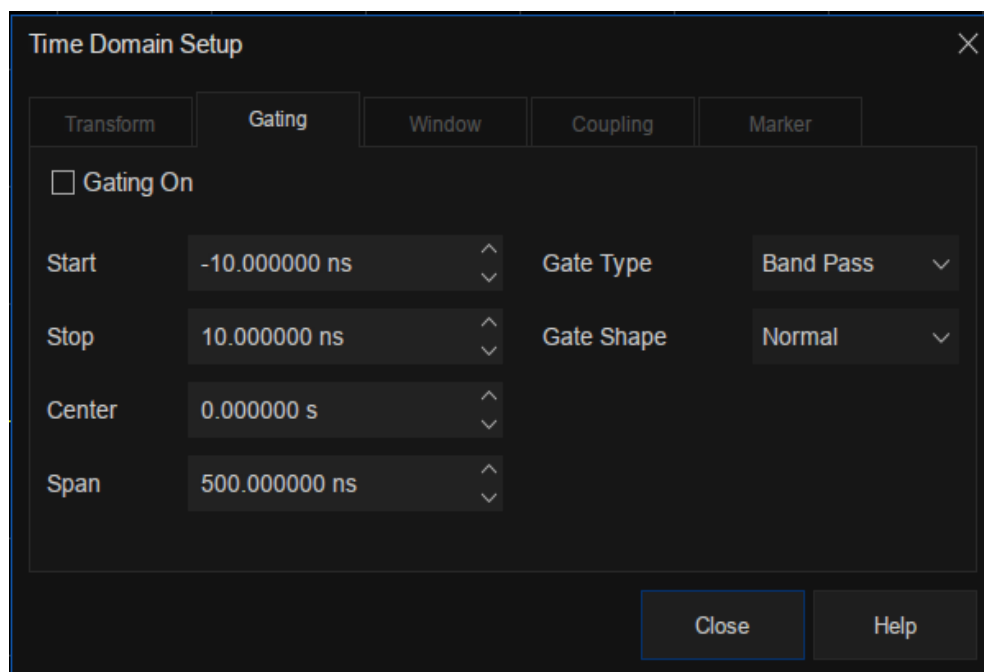 Time Domain Setup
Transform Gating Window Coupling Marker
Gating On
Start -10.000000 ns Gate Type Band Pass
Stop 10.000000 ns Gate Shape Normal
Center 0.000000 s
Span 500.000000 ns
Close Help